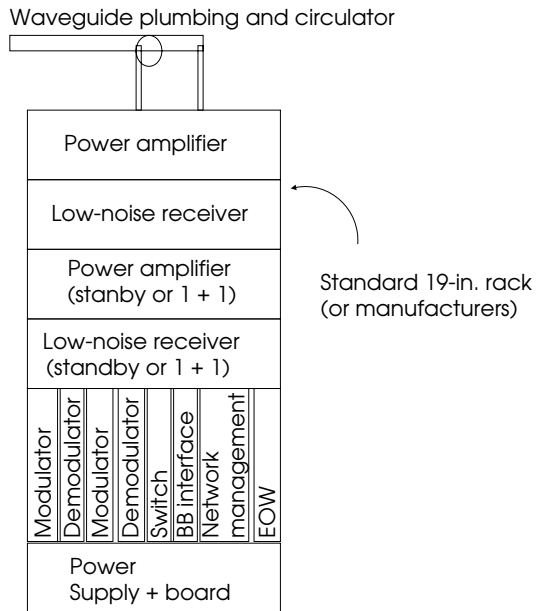 Waveguide plumbing and circulator
Power amplifier
Low-noise receiver
Power amplifier
(stanby or 1 + 1)
Standard 19-in. rack
(or manufacturers)
Low-noise receiver
(standby or 1 + 1)
Modulator
Demodulator
Modulator
Demodulator
Switch
BB interface
Network
management
EOW
Power
Supply + board